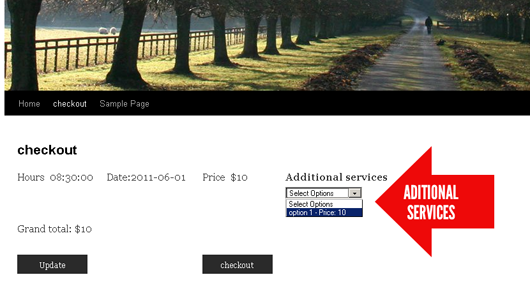 Home checkout Sample Page
checkout
Hours 08:30:00 Date:2011-06-01 Price $10 Additional services
Select Options
Select Options
option 1 - Price: 10
ADITIONAL
SERVICES
Grand total: $10
Update checkout